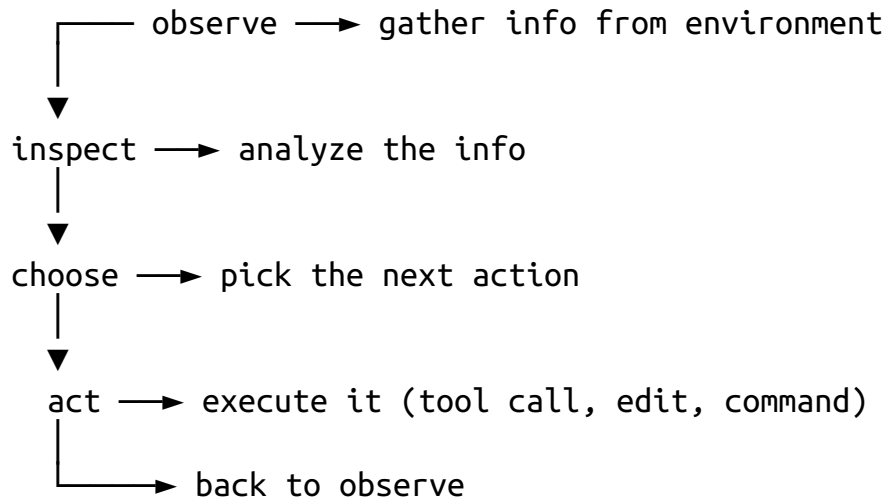 observe → gather info from environment
inspect → analyze the info
choose → pick the next action
act → execute it (tool call, edit, command)
→ back to observe